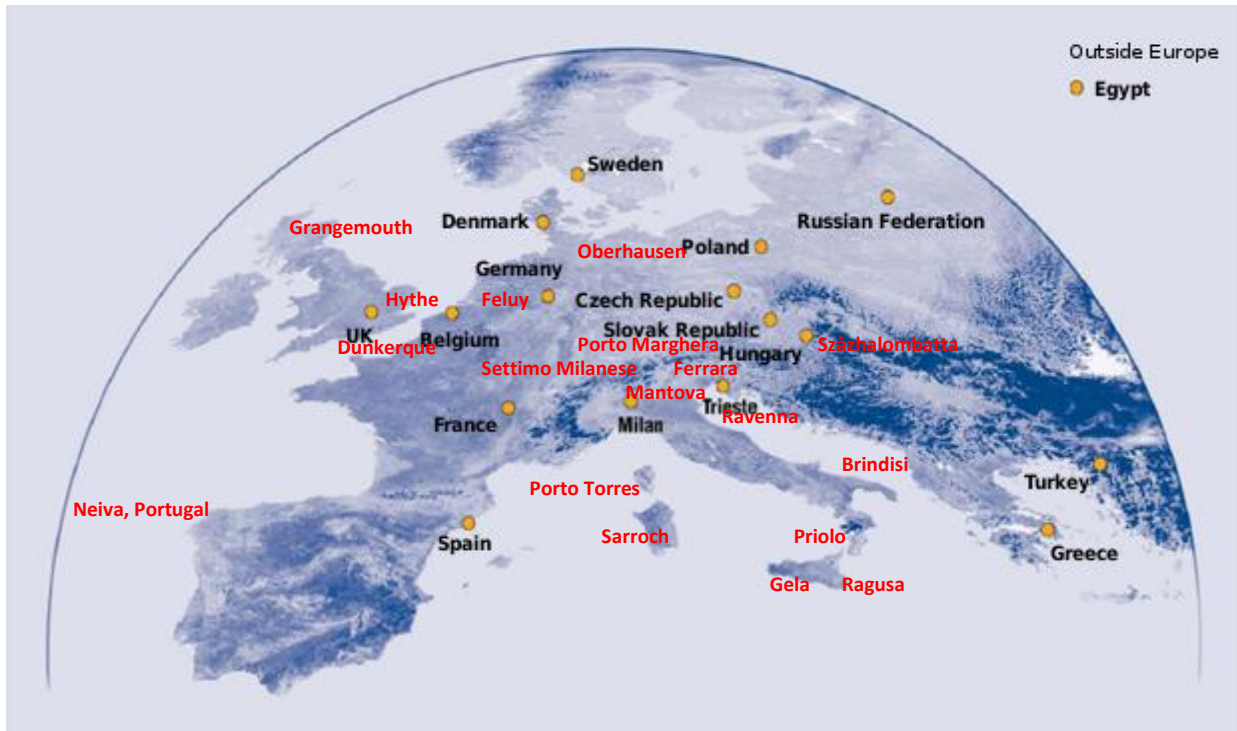 Outside Europe
Egypt
Sweden
Denmark
Russian Federation
Grangemouth
Oberhausen
Poland
Germany
Hythe
Feluy
Czech Republic
UK
Belgium
Slovak Republic
Dunkerque
Porto Marghera
Hungary
Százhalombatta
Settimo Milanese
Ferrara
Mantova
Trieste
France
Milan
Ravenna
Brindisi
Turkey
Porto Torres
Neiva, Portugal
Spain
Sarroch
Priolo
Greece
Gela
Ragusa